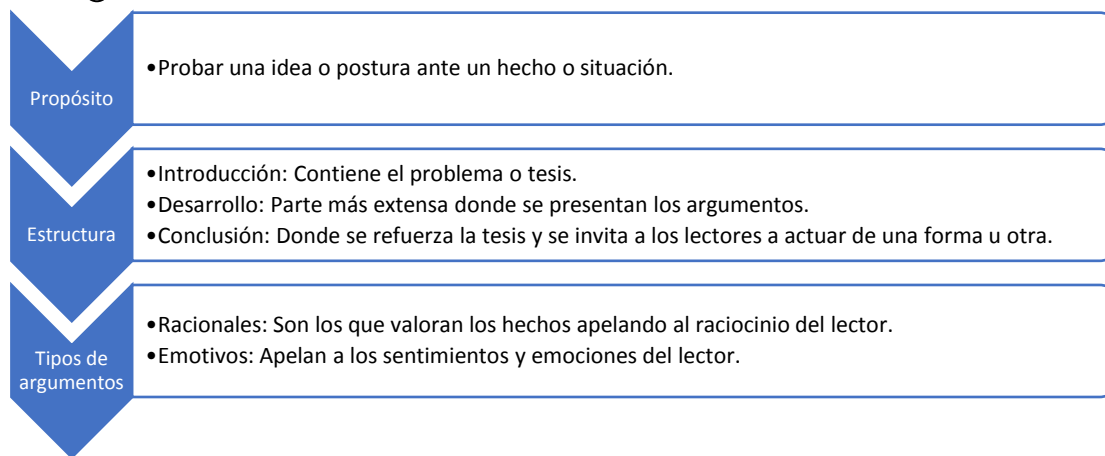 Propósito
•Probar una idea o postura ante un hecho o situación.
Estructura
•Introducción: Contiene el problema o tesis.
•Desarrollo: Parte más extensa donde se presentan los argumentos.
•Conclusión: Donde se refuerza la tesis y se invita a los lectores a actuar de una forma u otra.
Tipos de
argumentos
•Racionales: Son los que valoran los hechos apelando al raciocinio del lector.
•Emotivos: Apelan a los sentimientos y emociones del lector.